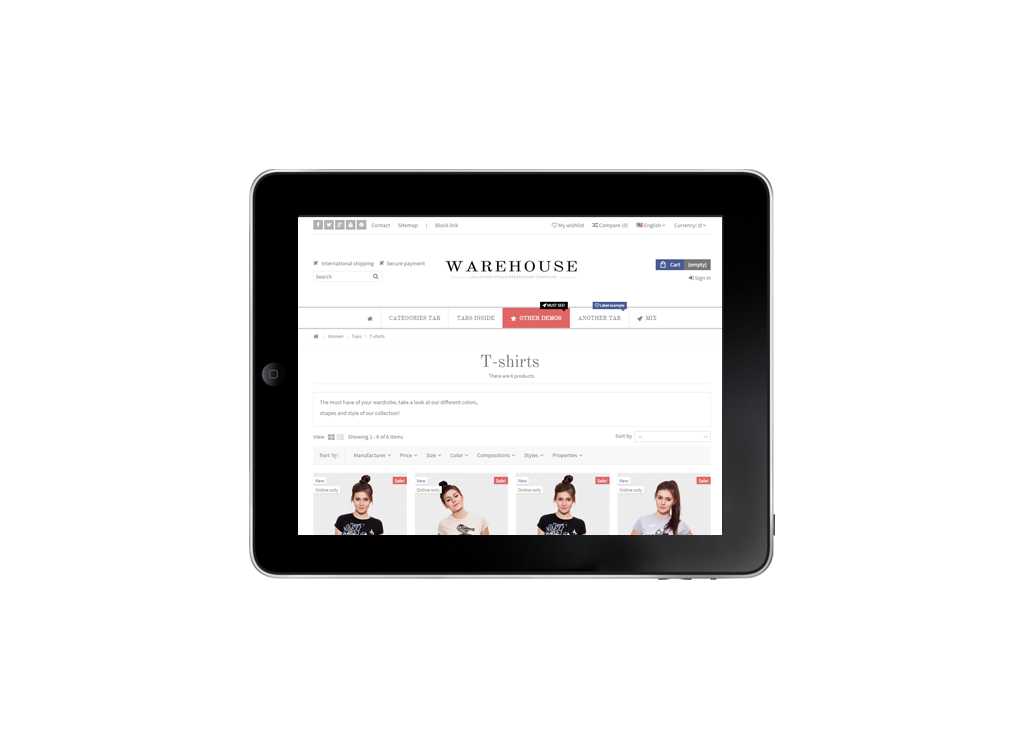 Contact Sitemap | Block link
My wishlist Compare (0) English Currency: zł
International shipping Secure payment
WAREHOUSE
Cart (empty)
Search
Sign in
MUST SEE! Label example
CATEGORIES TAB TABS INSIDE OTHER DEMOS ANOTHER TAB MIX
Women Tops T-shirts
T-shirts
There are 6 products.
The must have of your wardrobe, take a look at our different colors,
shapes and style of our collection!
View Showing 1 - 6 of 6 items
Sort by --
Sort by: Manufacturer Price Size Color Compositions Styles Properties
New Sale! New Sale! New Sale!
Online only Online only Online only Online only
New Sale!